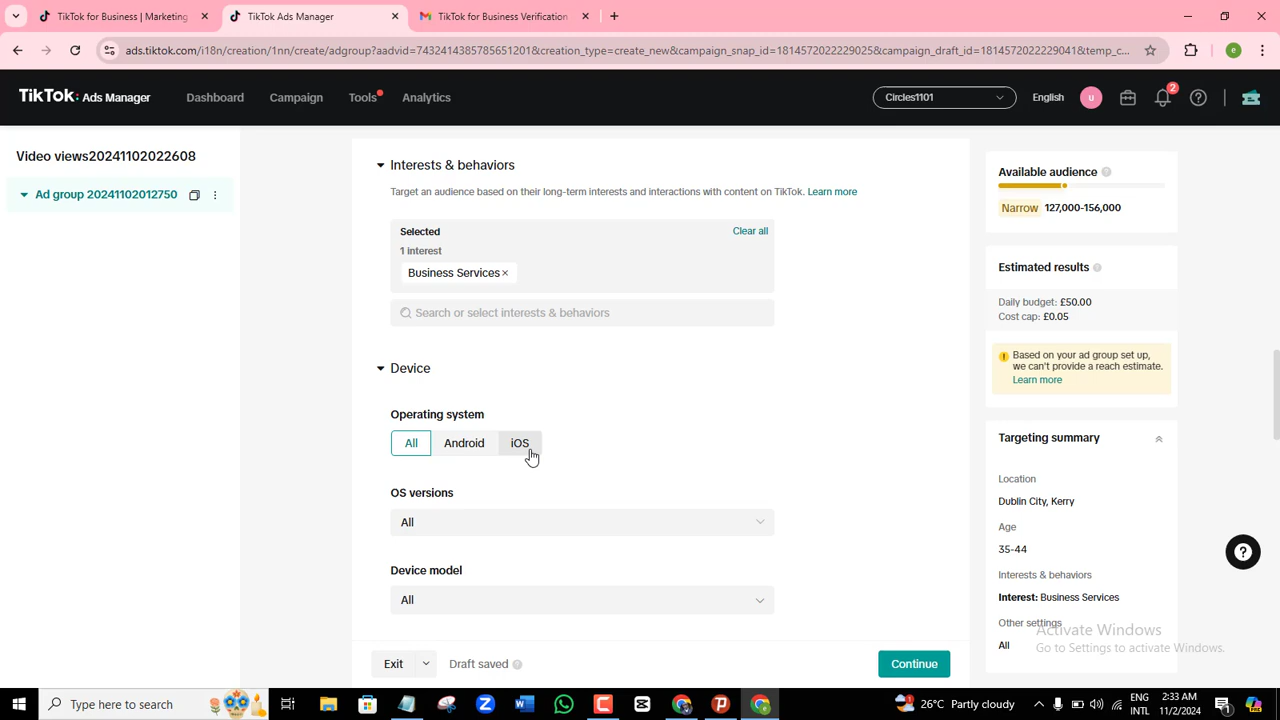 TikTok for Business | Marketing
TikTok Ads Manager
TikTok for Business Verification
ads.tiktok.com/i18n/creation/1nn/create/adgroup?aadvid=7432414385785651201&creation_type=create_new&campaign_snap_id=1814572022229025&campaign_draft_id=1814572022229041&temp_c...
e
TikTok: Ads Manager
Dashboard
Campaign
Tools
Analytics
Circles1101
English
u
2
Video views20241102022608
Ad group 20241102012750
Interests & behaviors
Target an audience based on their long-term interests and interactions with content on TikTok. Learn more
Selected
Clear all
1 interest
Business Services ×
Search or select interests & behaviors
Device
Operating system
All
Android
iOS
OS versions
All
Device model
All
Exit
Draft saved
Continue
Available audience
Narrow 127,000-156,000
Estimated results
Daily budget: £50.00
Cost cap: £0.05
Based on your ad group set up,
we can't provide a reach estimate.
Learn more
Targeting summary
Location
Dublin City, Kerry
Age
35-44
Interests & behaviors
Interest: Business Services
Other settings
All
Activate Windows
Go to Settings to activate Windows.
Type here to search
26°C Partly cloudy
ENG
INTL
2:33 AM
11/2/2024
1